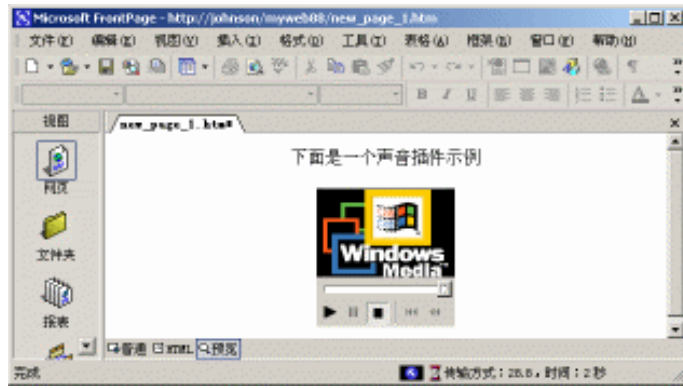 Microsoft FrontPage - http://johnson/myweb08/new_page_1.htm
文件(F) 编辑(E) 视图(V) 插入(I) 格式(O) 工具(T) 表格(A) 框架(R) 窗口(W) 帮助(H)
B I U A
视图
new_page_1.htm*
网页
文件夹
报表
下面是一个声音插件示例
Windows
Media
普通 HTML 预览
完成 传输方式：28.8，时间：2 秒